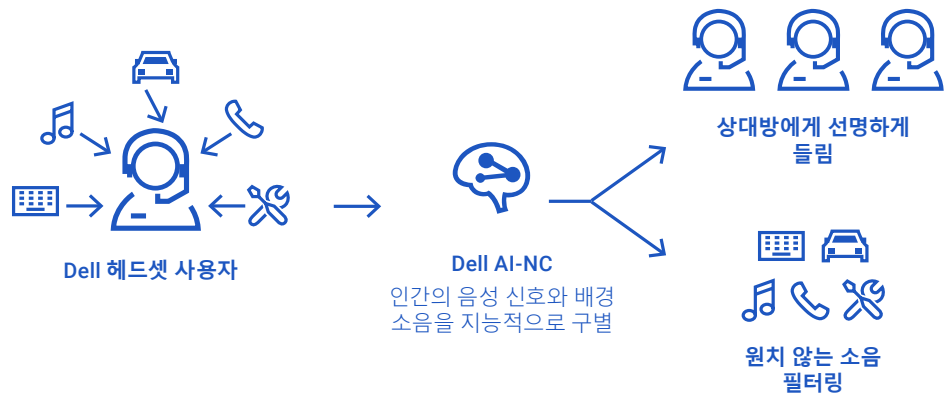 Dell 헤드셋 사용자
Dell AI-NC
인간의 음성 신호와 배경
소음을 지능적으로 구별
상대방에게 선명하게
들림
원치 않는 소음
필터링